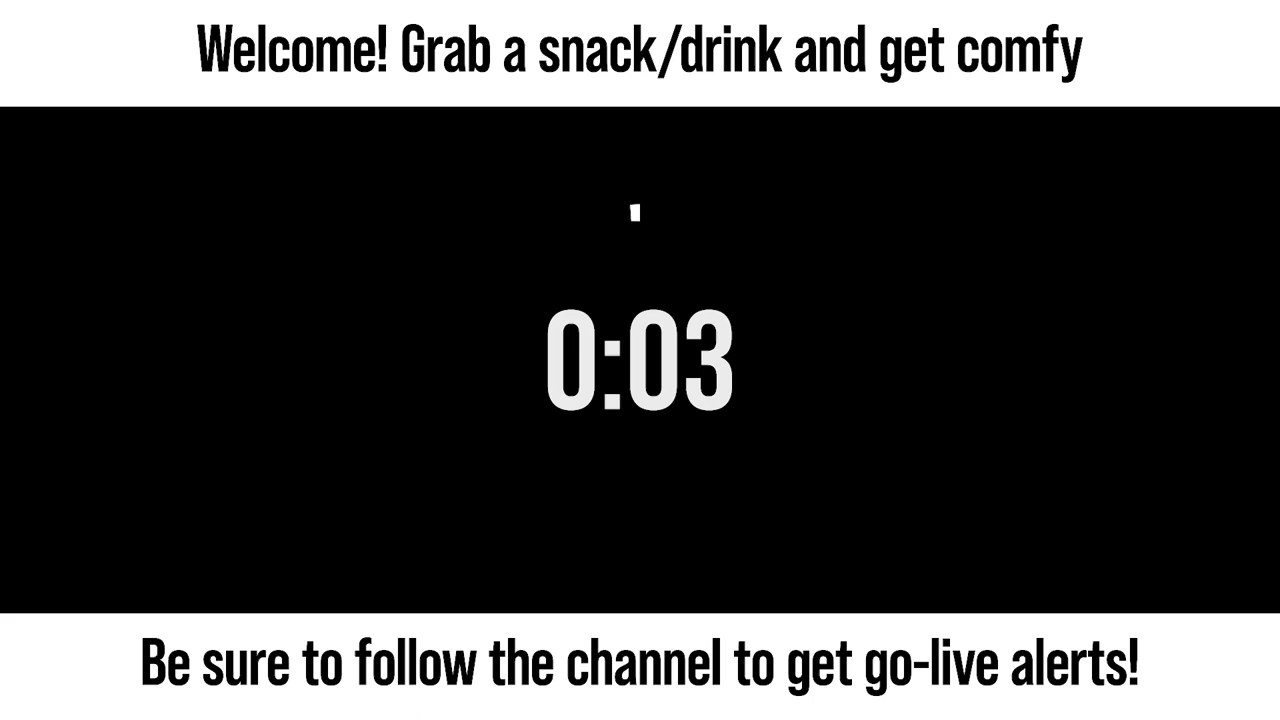 Welcome! Grab a snack/drink and get comfy
0:03
Be sure to follow the channel to get go-live alerts!